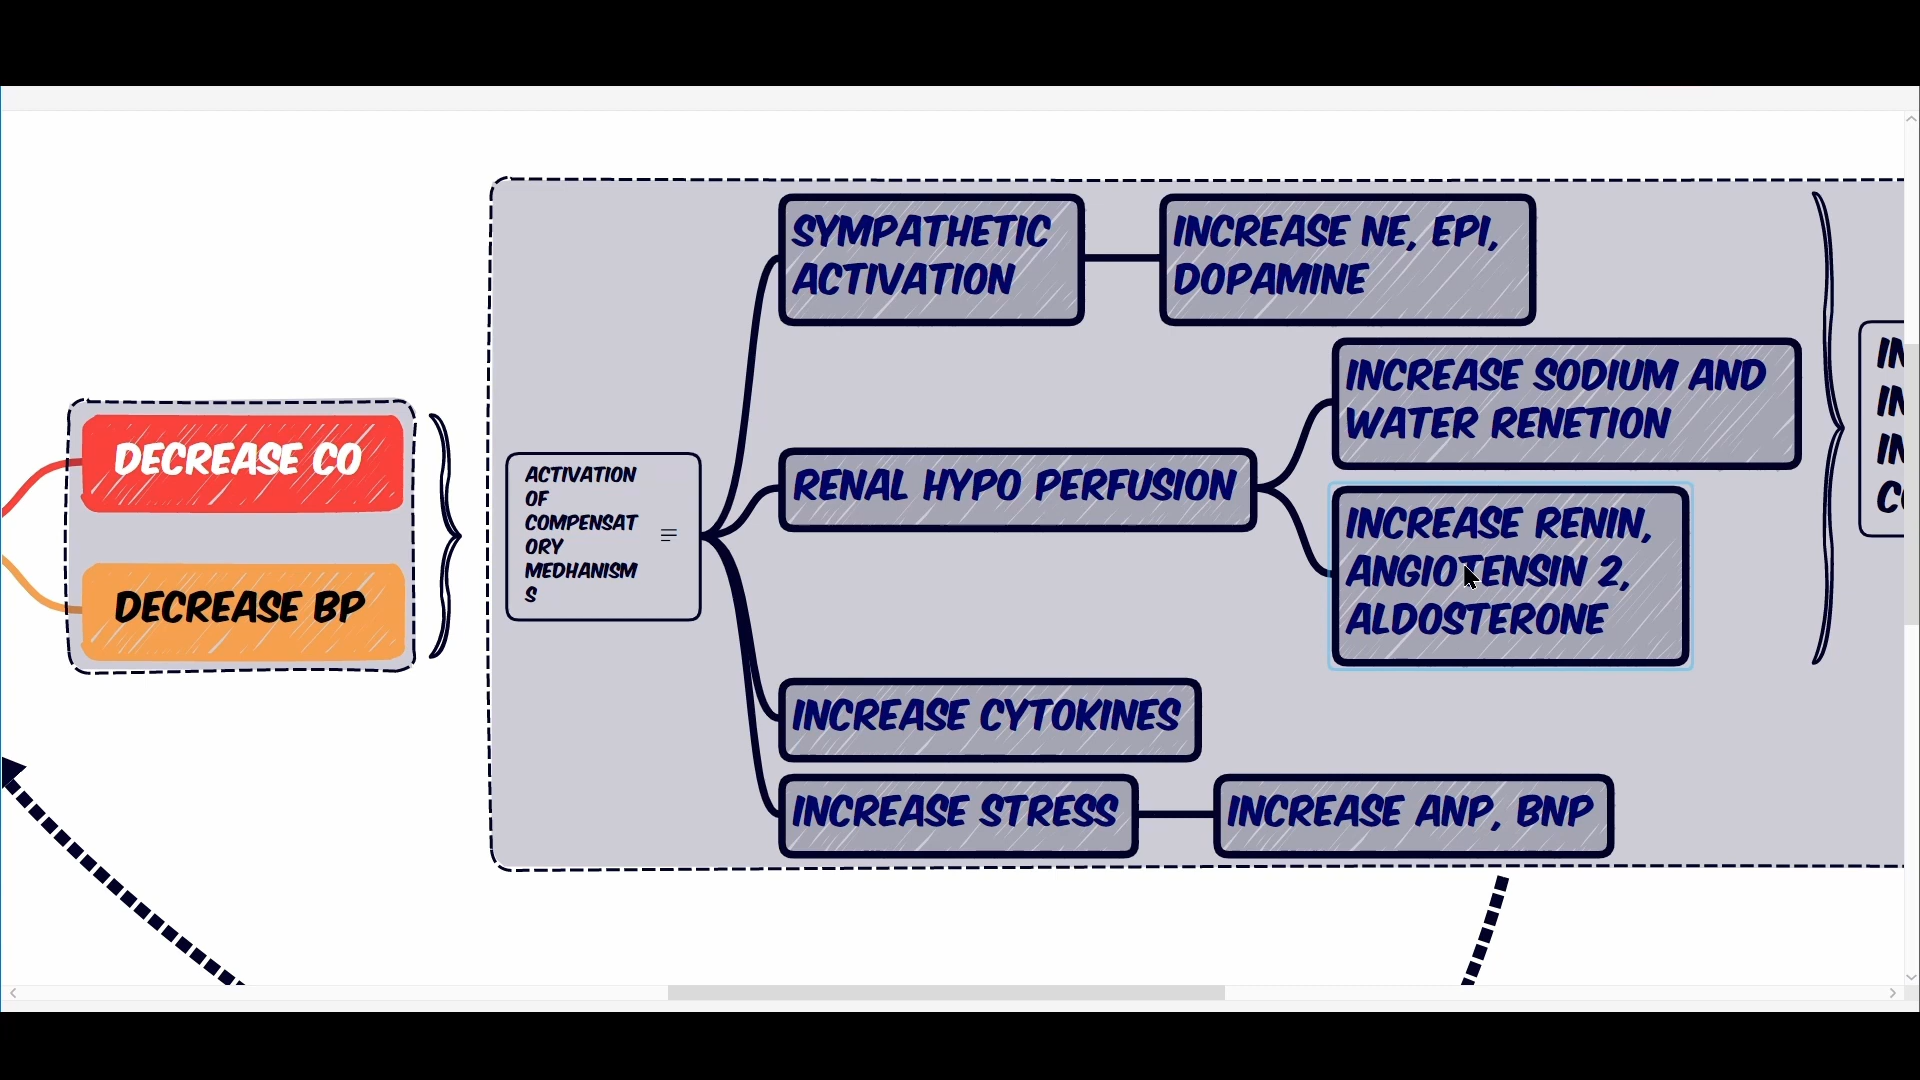 DECREASE CO
DECREASE BP
ACTIVATION
OF
COMPENSAT
ORY
MEDHANISM
S
SYMPATHETIC
ACTIVATION
INCREASE NE, EPI,
DOPAMINE
RENAL HYPO PERFUSION
INCREASE SODIUM AND
WATER RENETION
INCREASE RENIN,
ANGIOTENSIN 2,
ALDOSTERONE
INCREASE CYTOKINES
INCREASE STRESS
INCREASE ANP, BNP